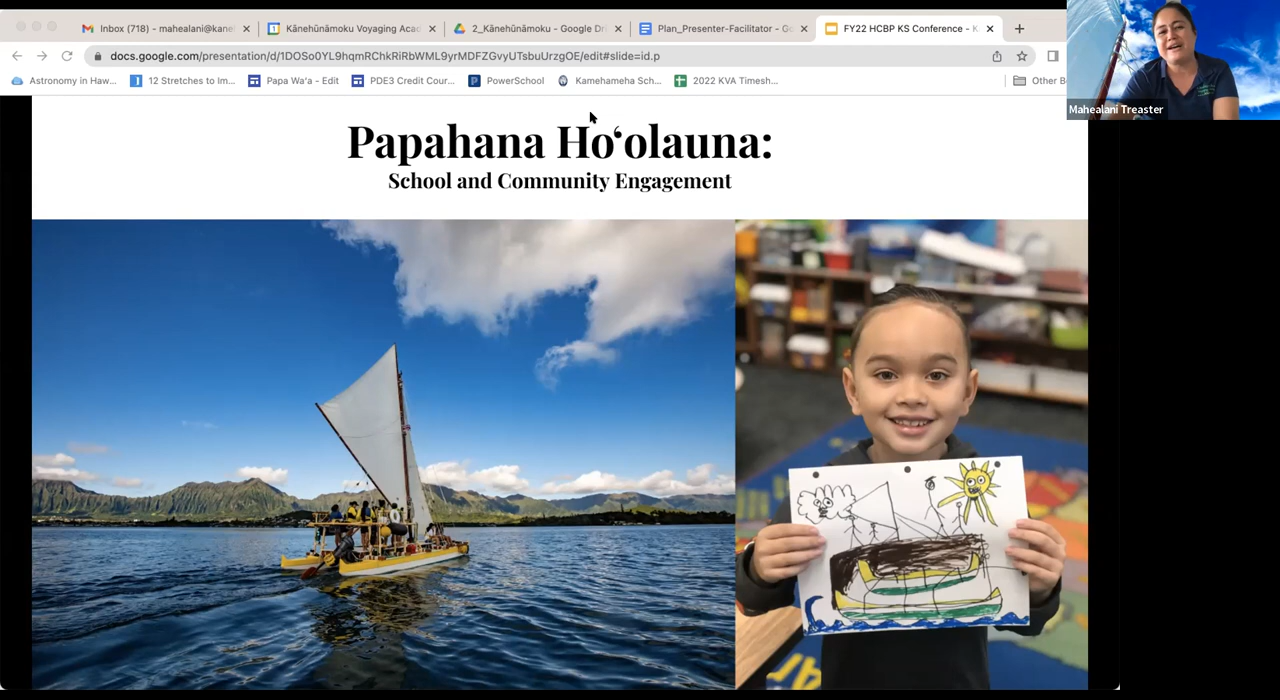 Inbox (718) - mahealani@kane
Kānehūnāmoku Voyaging Acad
2_Kānehūnāmoku - Google Dri
Plan_Presenter-Facilitator - Go
FY22 HCBP KS Conference - K
docs.google.com/presentation/d/1DOSo0YL9hqmRChkRiRbWML9yrMDFZGvyUTsbuUrzgOE/edit#slide=id.p
Astronomy in Haw...
12 Stretches to Im...
Papa Wa'a - Edit
PDE3 Credit Cour...
PowerSchool
Kamehameha Sch...
2022 KVA Timesh...
Other B
Mahealani Treaster
Papahana Hoʻolauna:
School and Community Engagement